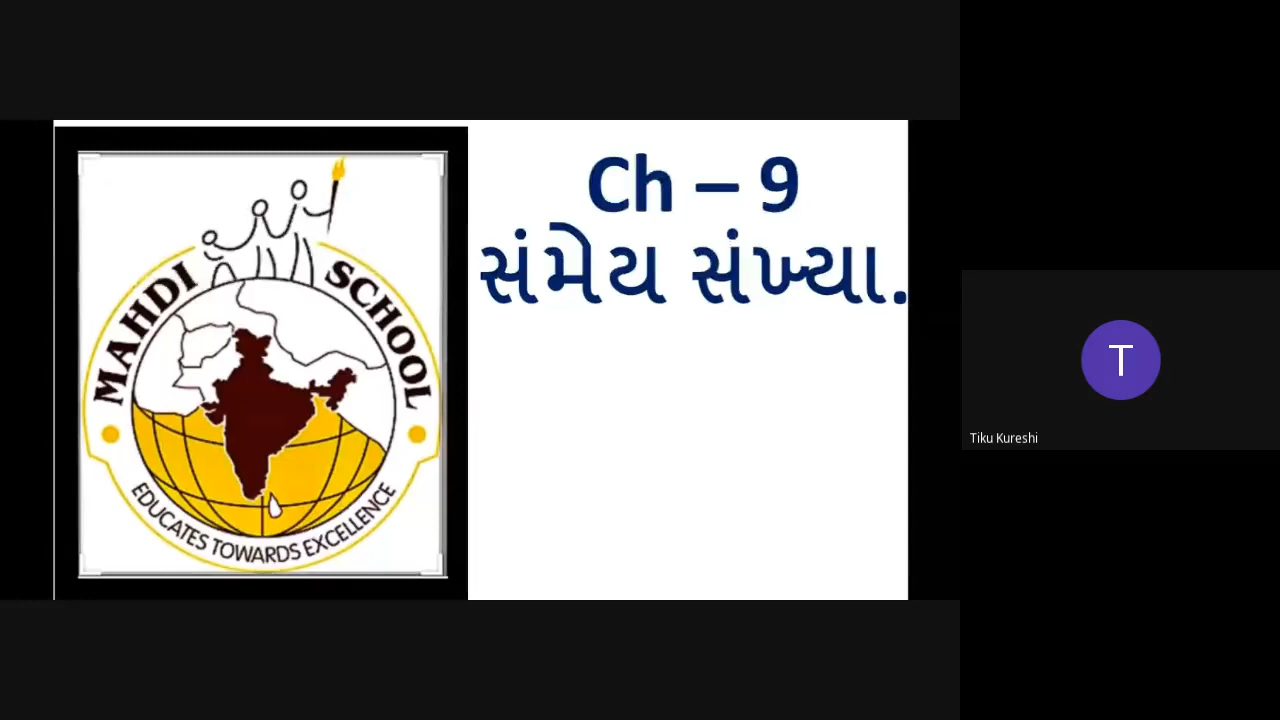 MAHDI SCHOOL
EDUCATES TOWARDS EXCELLENCE
Ch – 9
સંમેય સંખ્યા.
T
Tiku Kureshi